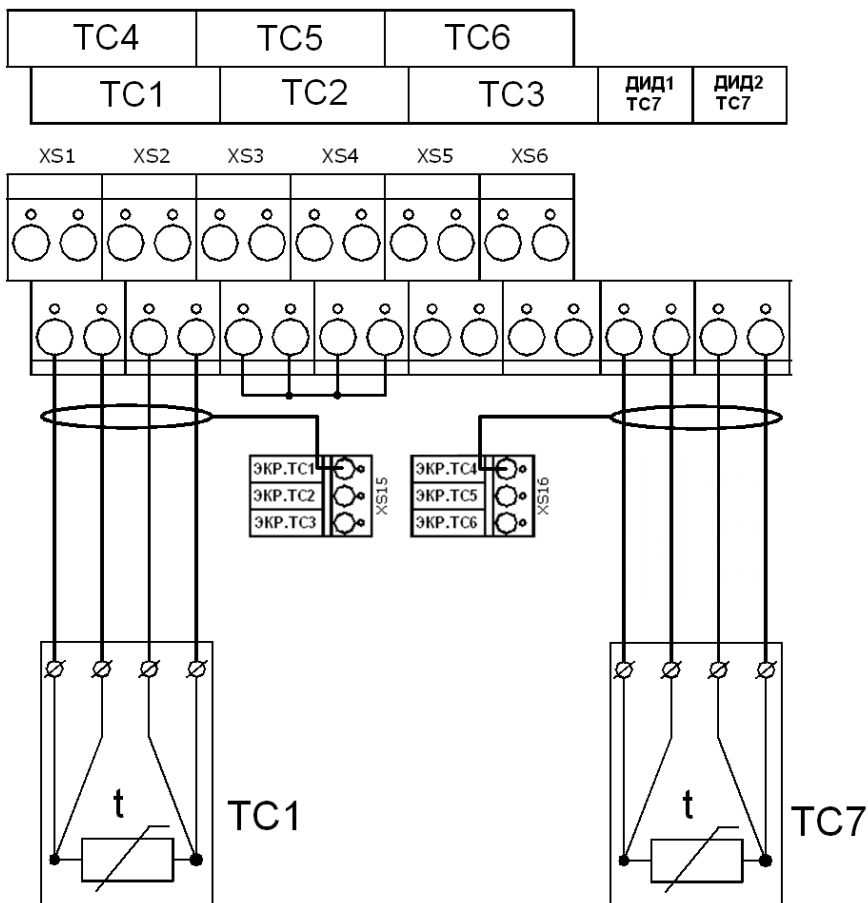 ТС4 ТС5 ТС6
ТС1 ТС2 ТС3 ДИД1 ТС7 ДИД2 ТС7
XS1 XS2 XS3 XS4 XS5 XS6
ЭКР.ТС1
ЭКР.ТС2
ЭКР.ТС3
XS15
ЭКР.ТС4
ЭКР.ТС5
ЭКР.ТС6
XS16
t
ТС1
t
ТС7